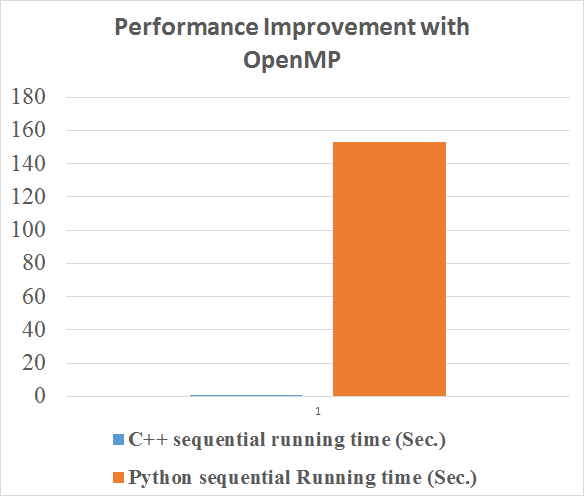 Performance Improvement with
OpenMP
180
160
140
120
100
80
60
40
20
0
1
C++ sequential running time (Sec.)
Python sequential Running time (Sec.)